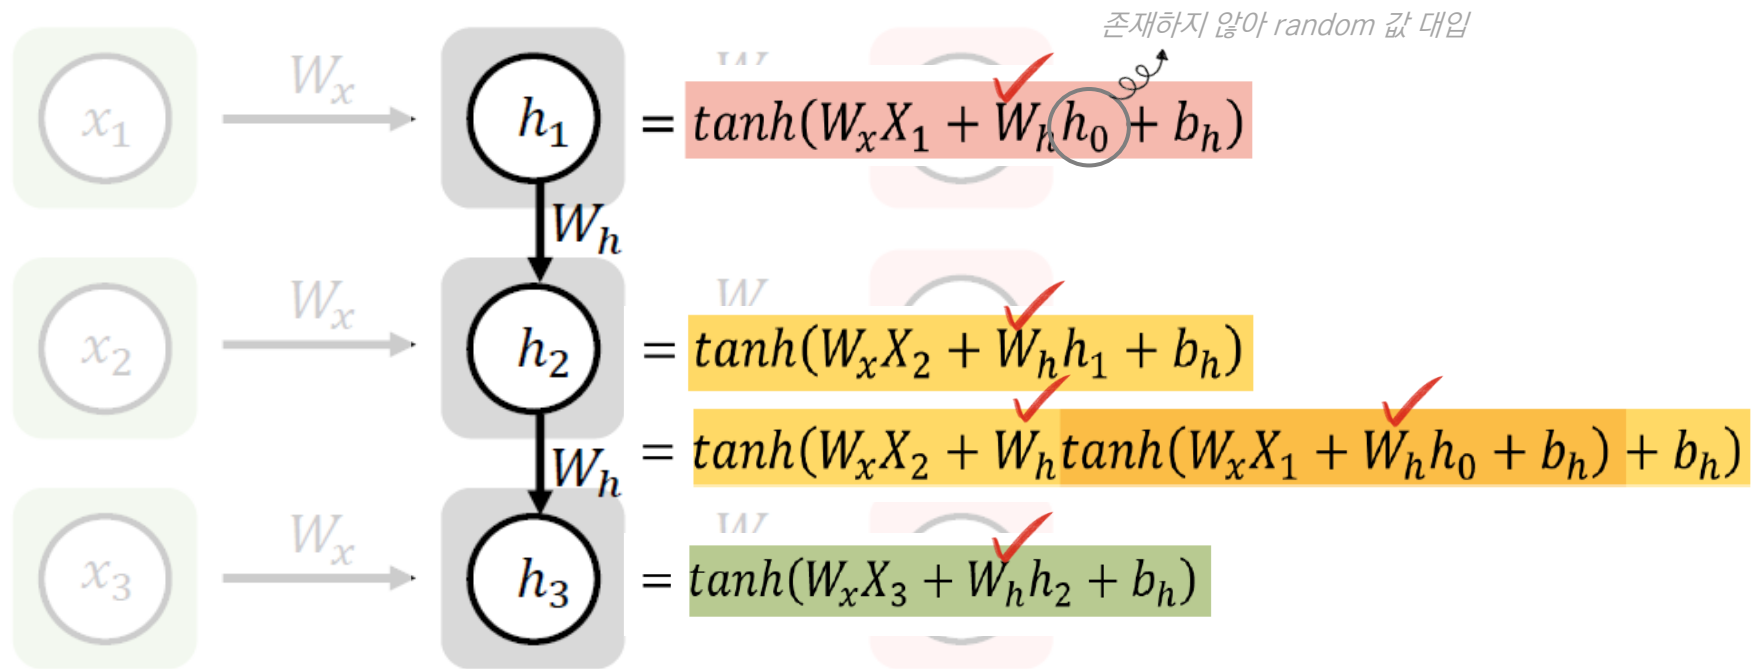 존재하지 않아 random 값 대입
x₁ Wₓ h₁ = tanh(WₓX₁ + Wₕh₀ + bₕ)
Wₕ
x₂ Wₓ h₂ = tanh(WₓX₂ + Wₕh₁ + bₕ)
Wₕ = tanh(WₓX₂ + Wₕtanh(WₓX₁ + Wₕh₀ + bₕ) + bₕ)
x₃ Wₓ h₃ = tanh(WₓX₃ + Wₕh₂ + bₕ)